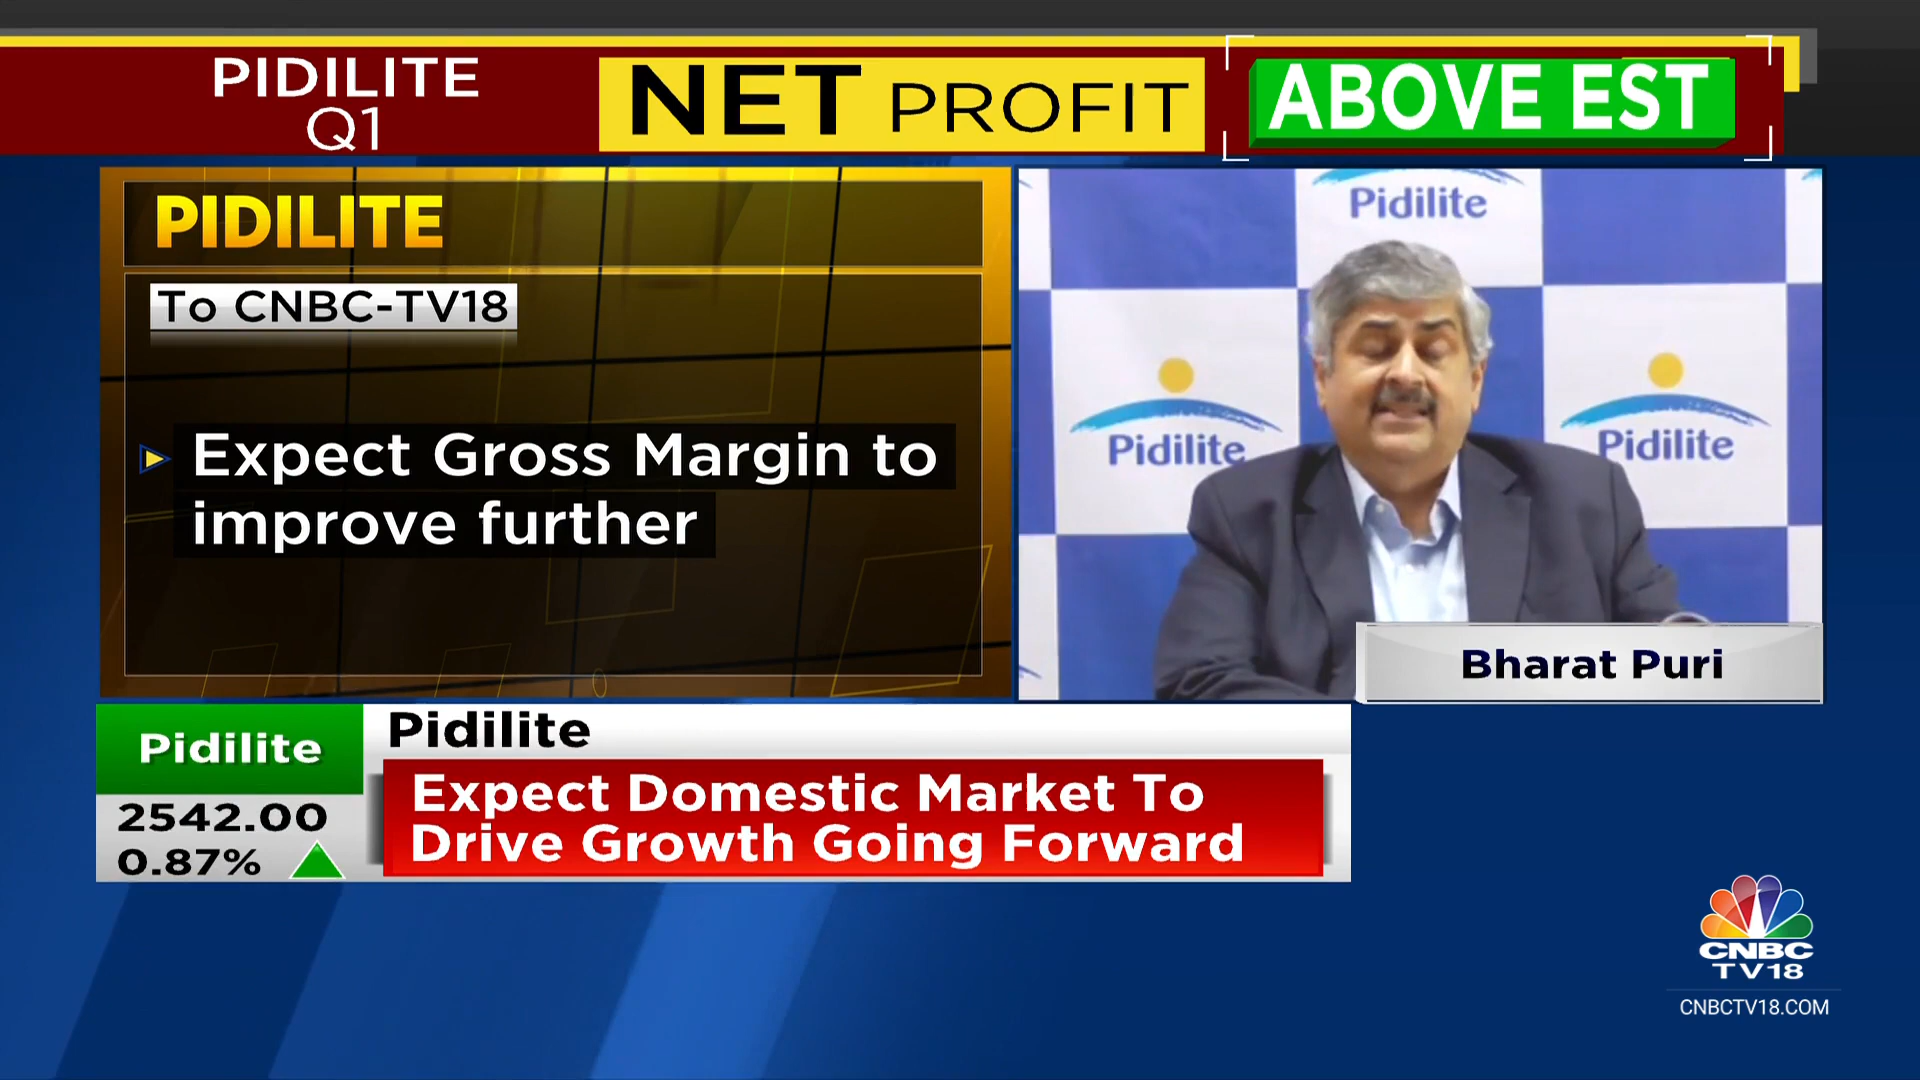 PIDILITE
Q1
NET PROFIT
ABOVE EST
PIDILITE
To CNBC-TV18
Expect Gross Margin to
improve further
Pidilite
Pidilite
Pidilite
Bharat Puri
Pidilite
2542.00
0.87%
Pidilite
Expect Domestic Market To
Drive Growth Going Forward
CNBC
TV18
CNBCTV18.COM